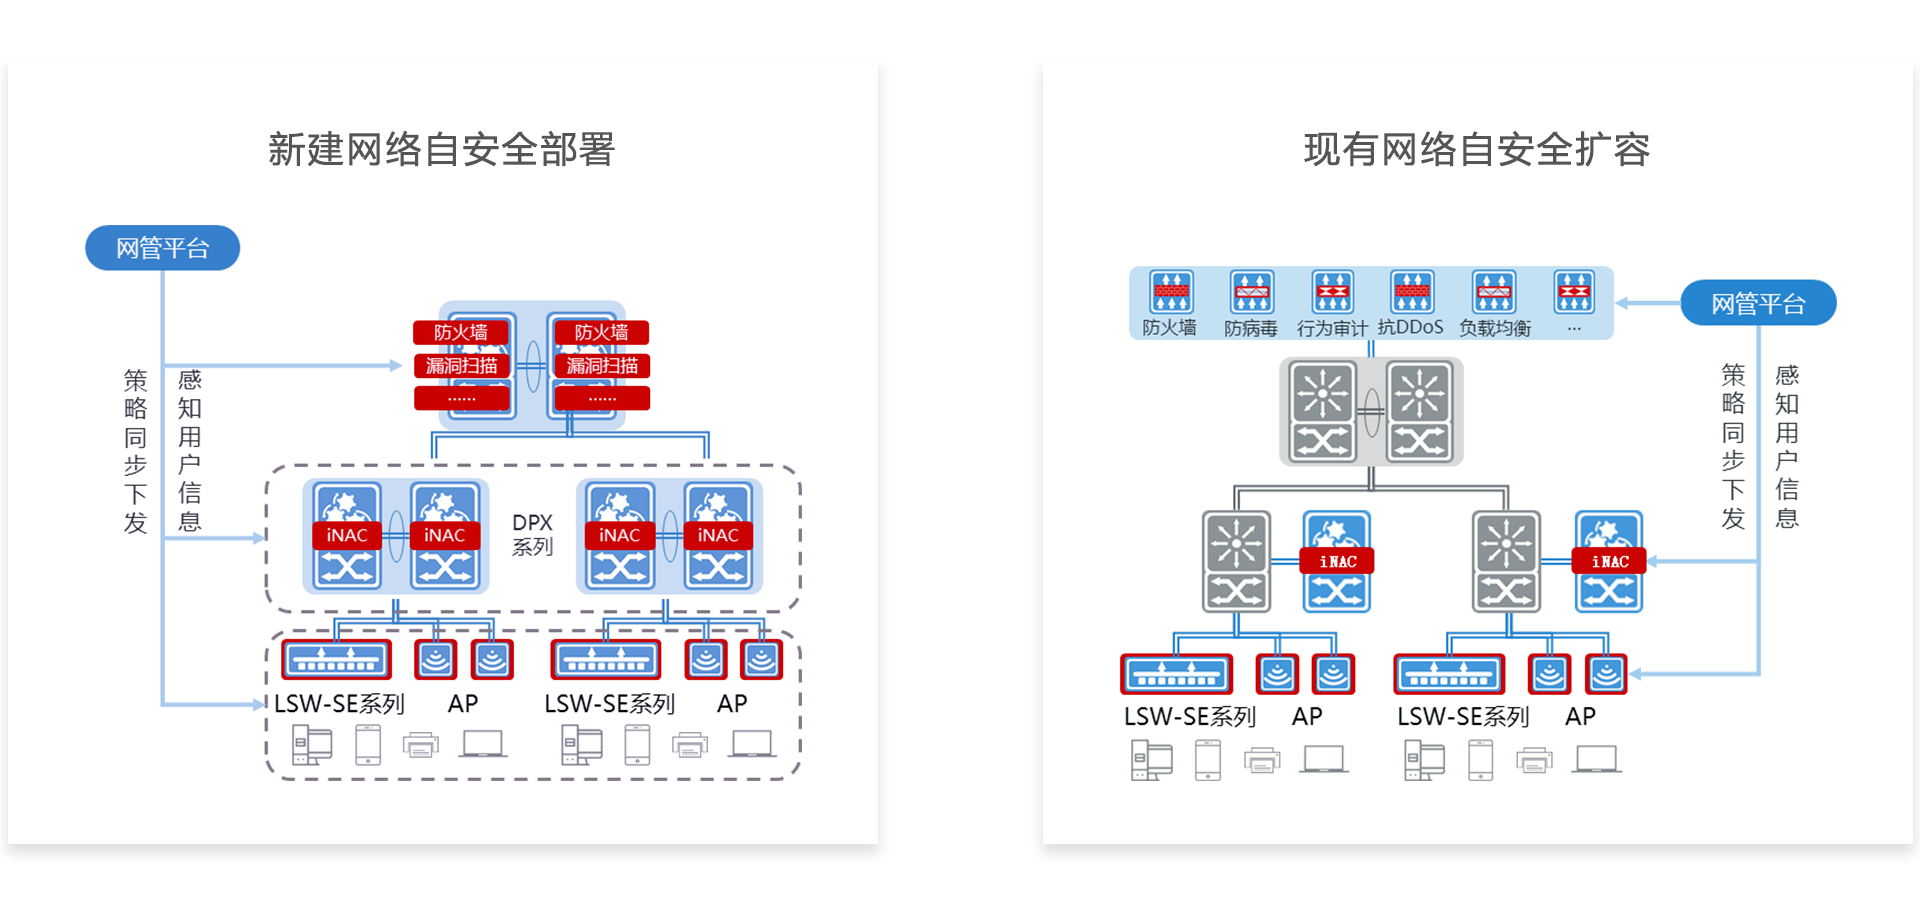 新建网络自安全部署
网管平台
防火墙
防火墙
漏洞扫描
漏洞扫描
······
······
策略同步下发
感知用户信息
iNAC
iNAC
DPX
系列
iNAC
iNAC
LSW-SE系列
AP
LSW-SE系列
AP
现有网络自安全扩容
网管平台
防火墙
防病毒
行为审计
抗DDoS
负载均衡
...
策略同步下发
感知用户信息
iNAC
iNAC
LSW-SE系列
AP
LSW-SE系列
AP